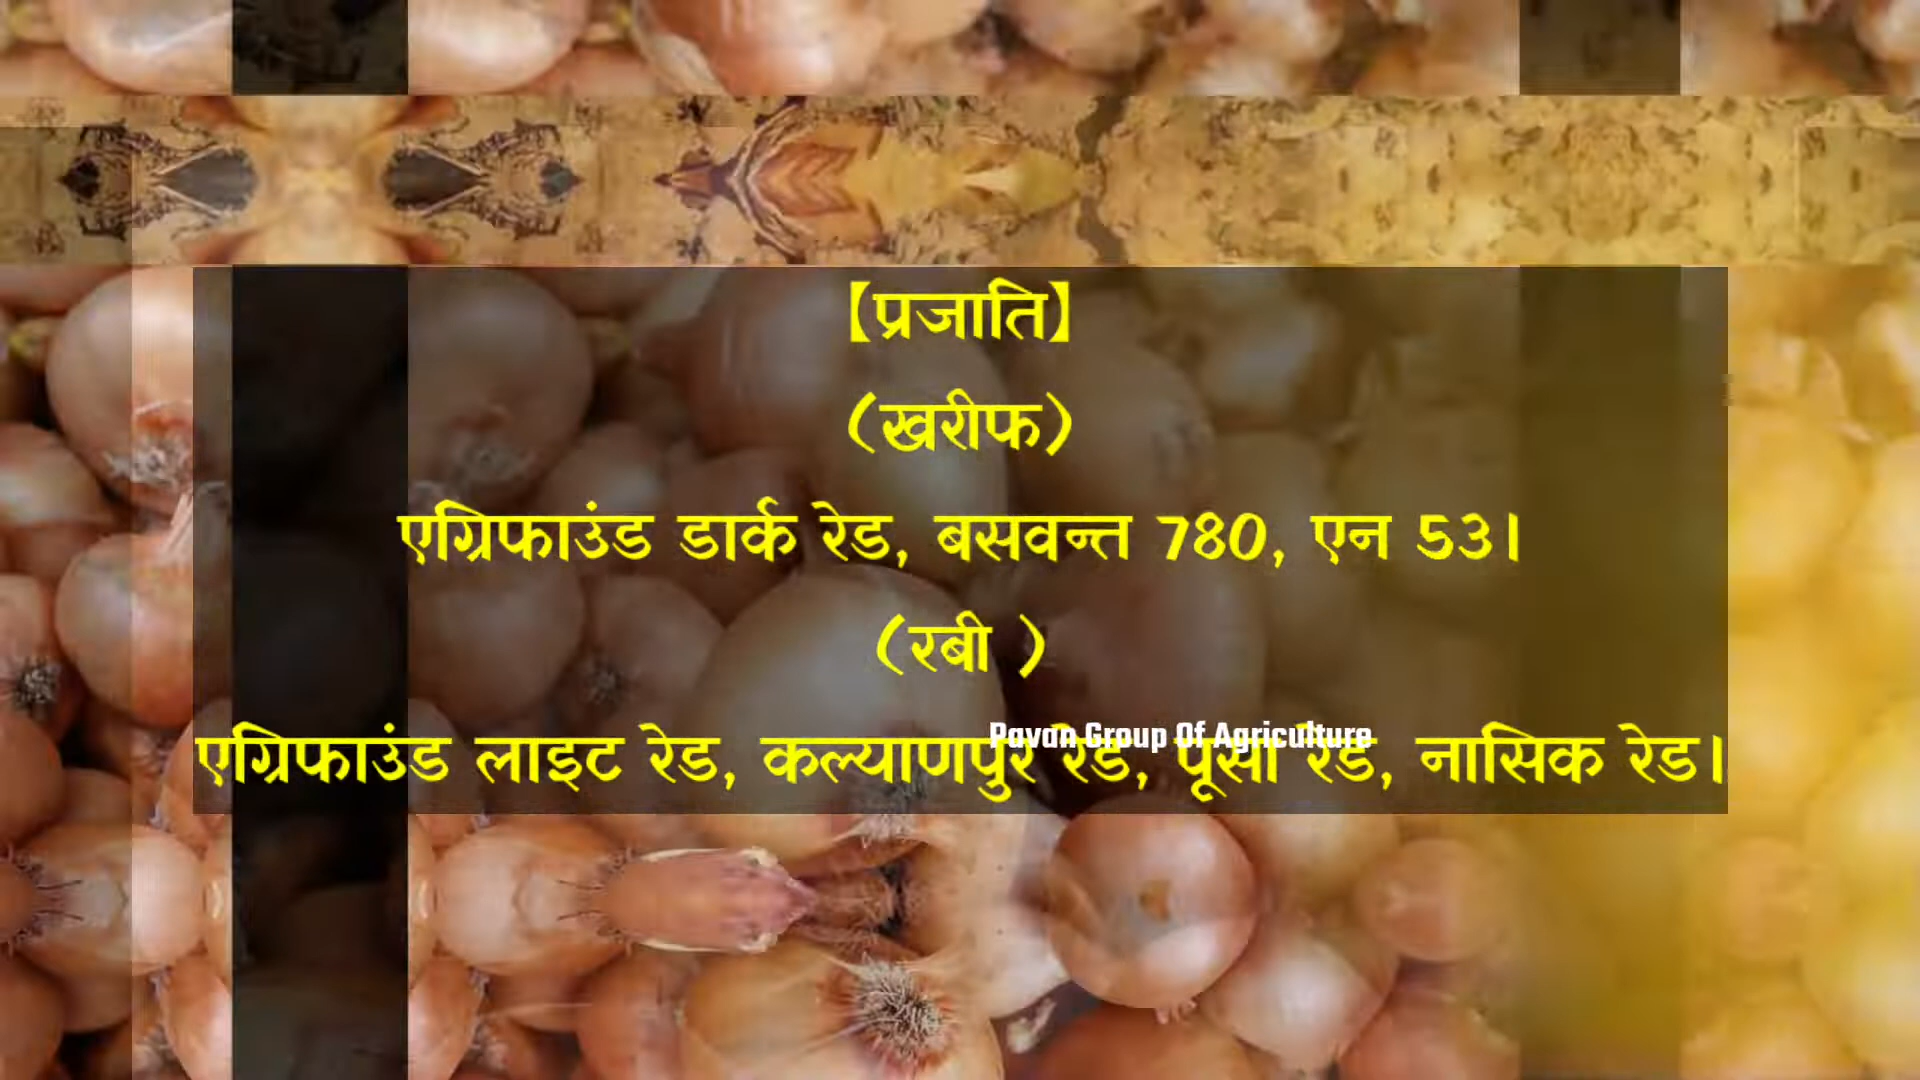 【प्रजाति】
(खरीफ)
एग्रिफाउंड डार्क रेड, बसवन्त 780, एन 53।
(रबी )
Pavan Group Of Agriculture
एग्रिफाउंड लाइट रेड, कल्याणपुर रेड, पूसा रेड, नासिक रेड।